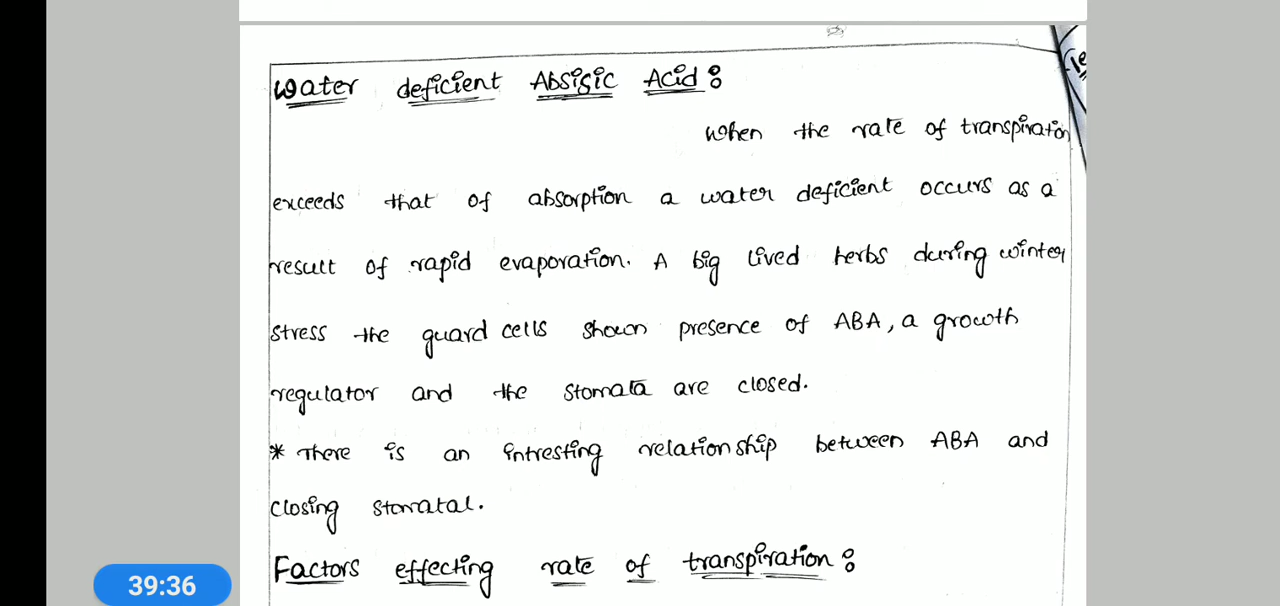 Water deficient Absisic Acid:
When the rate of transpiration
exceeds that of absorption a water deficient occurs as a
result of rapid evaporation. A big lived herbs during winter
stress the guard cells shown presence of ABA, a growth
regulator and the stomata are closed.
* There is an intresting relationship between ABA and
closing stomatal.
Factors effecting rate of transpiration:
39:36